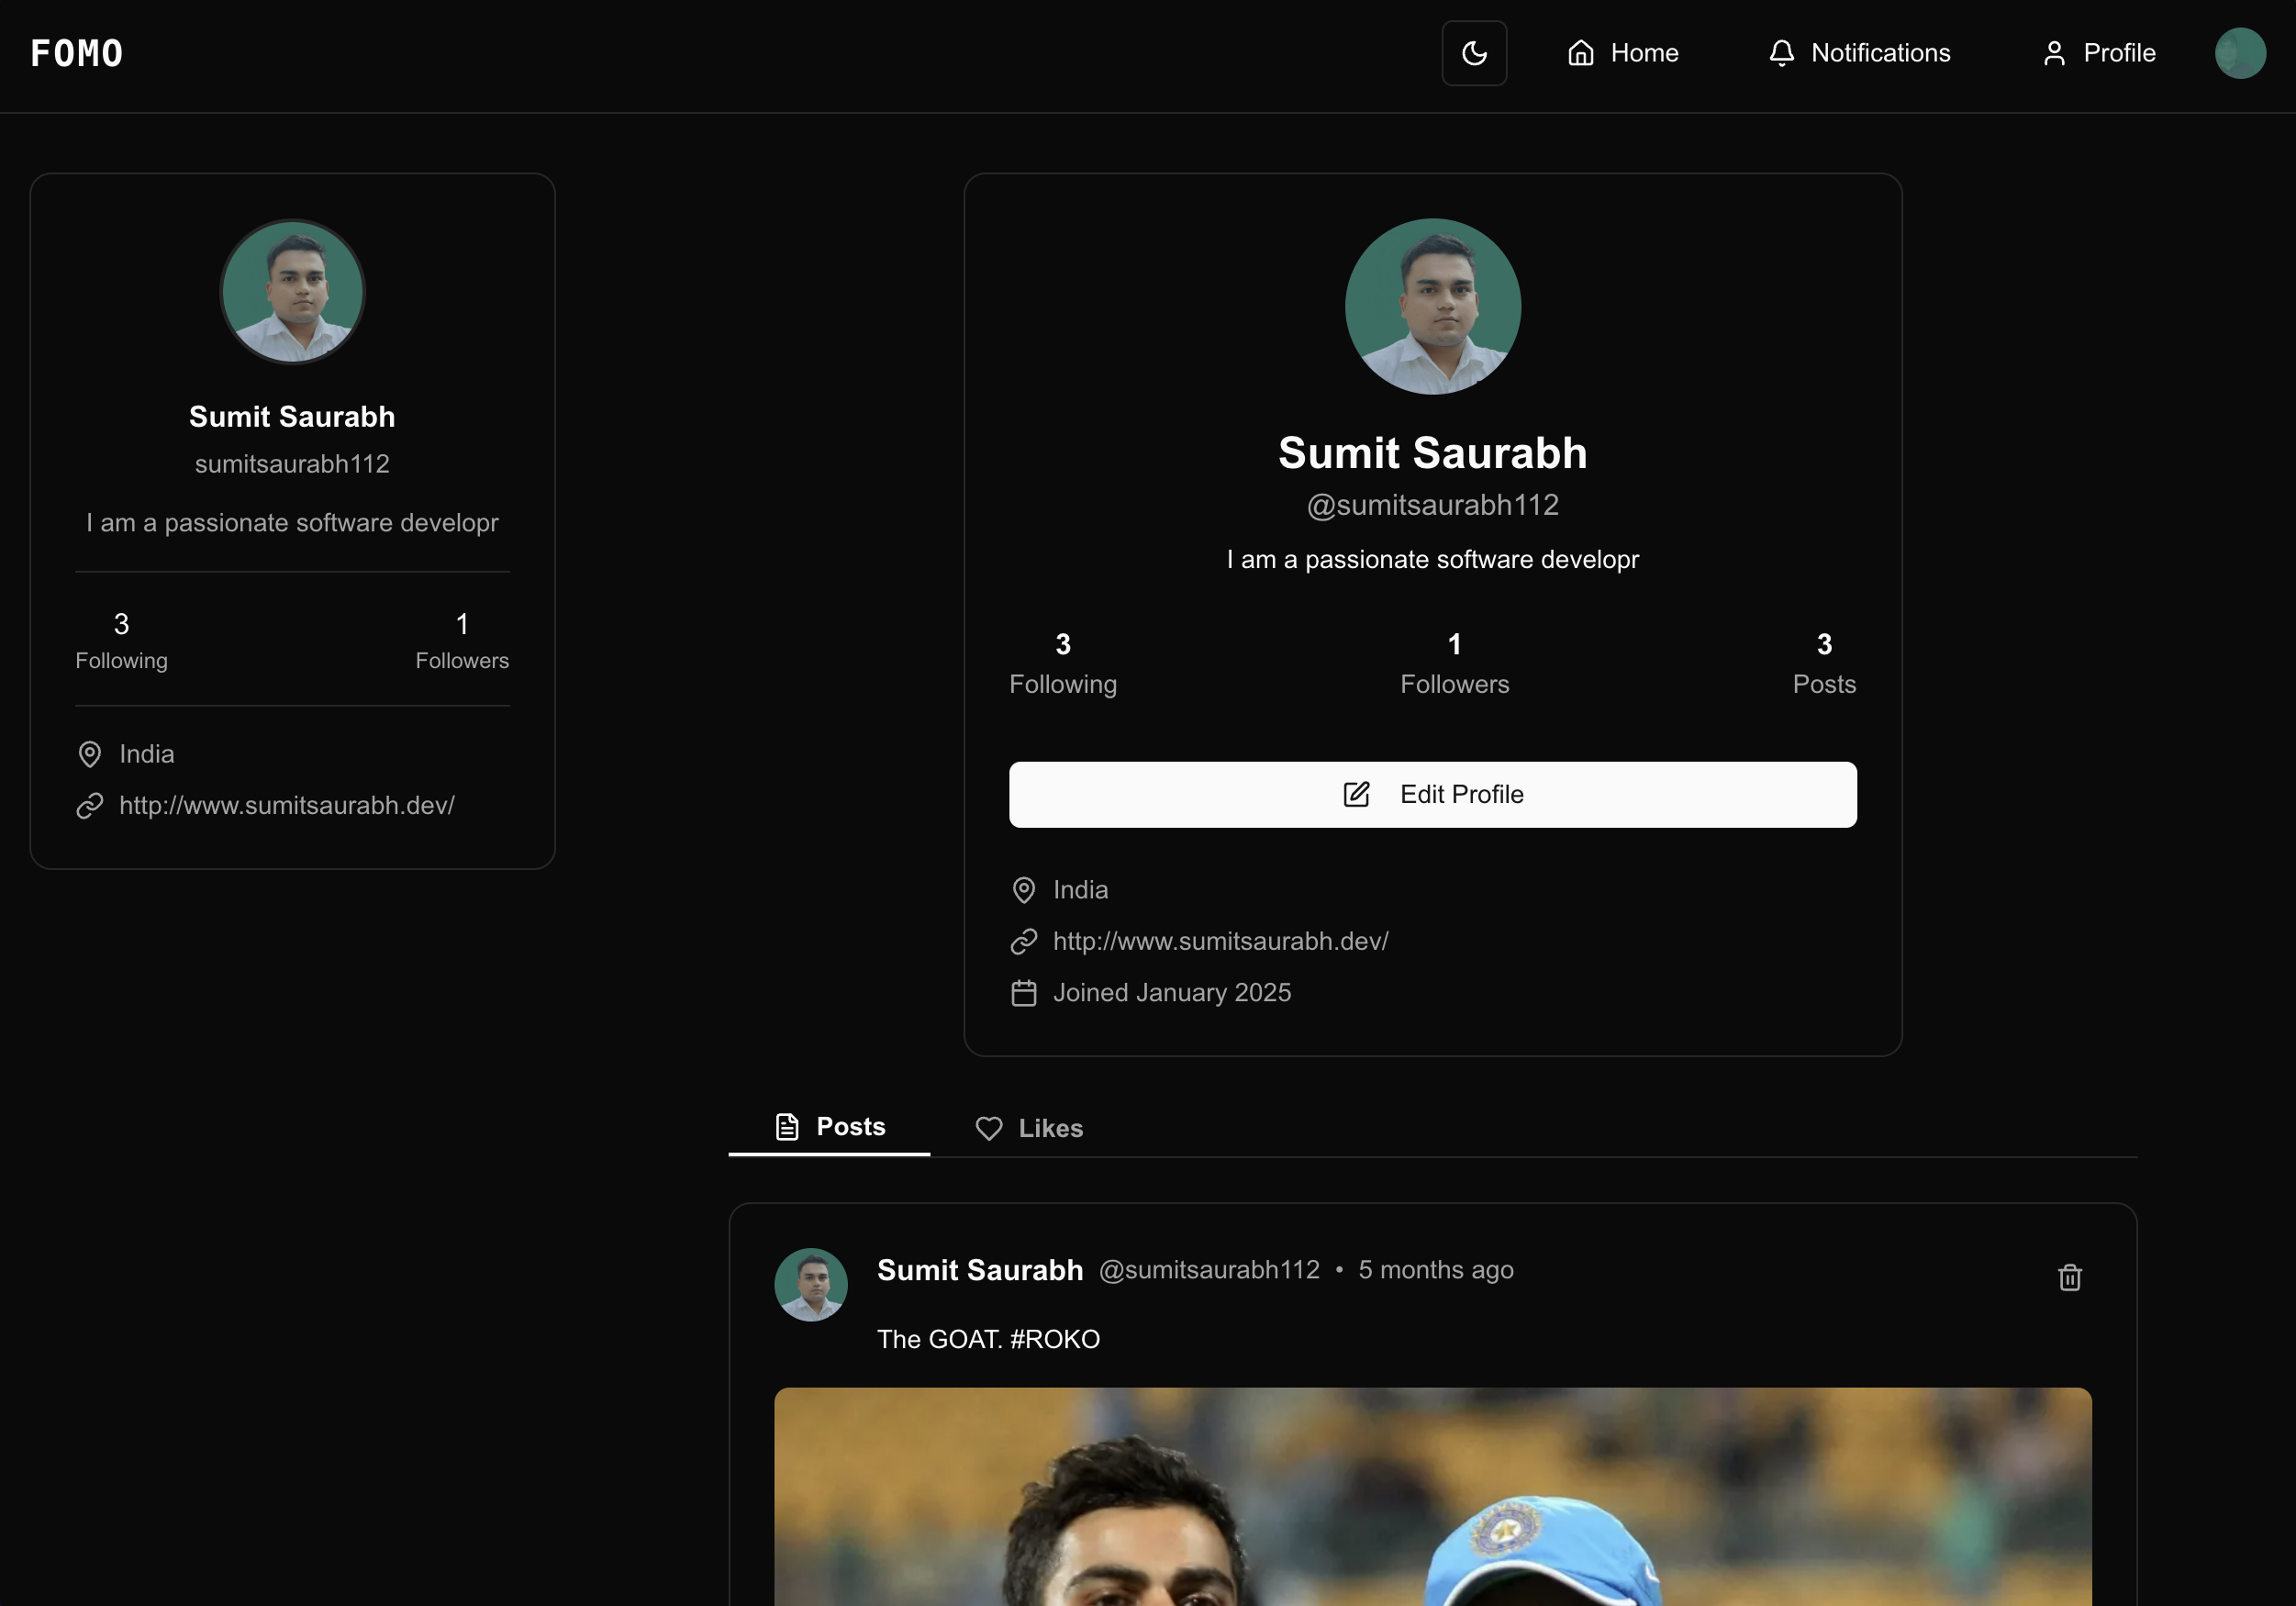 FOMO
Home
Notifications
Profile
Sumit Saurabh
sumitsaurabh112
I am a passionate software developr
3
Following
1
Followers
India
http://www.sumitsaurabh.dev/
Sumit Saurabh
@sumitsaurabh112
I am a passionate software developr
3
Following
1
Followers
3
Posts
Edit Profile
India
http://www.sumitsaurabh.dev/
Joined January 2025
Posts
Likes
Sumit Saurabh @sumitsaurabh112 • 5 months ago
The GOAT. #ROKO